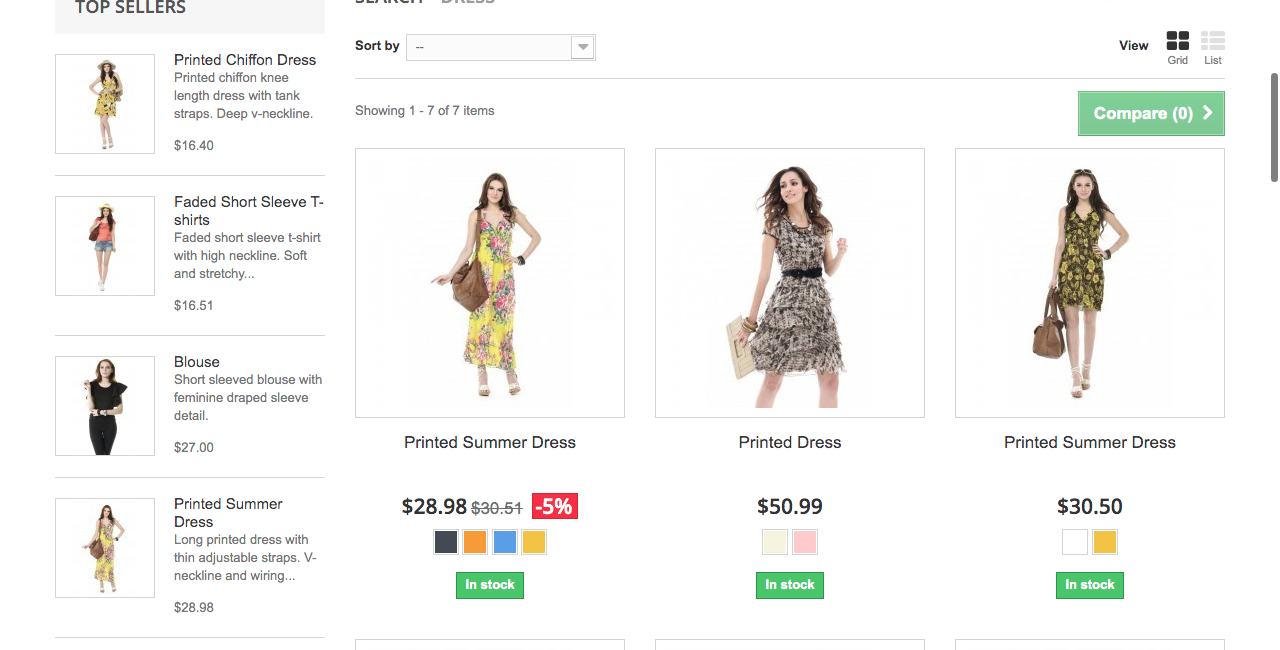 TOP SELLERS
Printed Chiffon Dress
Printed chiffon knee
length dress with tank
straps. Deep v-neckline.
$16.40
Faded Short Sleeve T-
shirts
Faded short sleeve t-shirt
with high neckline. Soft
and stretchy...
$16.51
Blouse
Short sleeved blouse with
feminine draped sleeve
detail.
$27.00
Printed Summer
Dress
Long printed dress with
thin adjustable straps. V-
neckline and wiring...
$28.98
SEARCH DRESS
Sort by --
View
Grid List
Showing 1 - 7 of 7 items
Compare (0)
Printed Summer Dress
$28.98 $30.51 -5%
In stock
Printed Dress
$50.99
In stock
Printed Summer Dress
$30.50
In stock